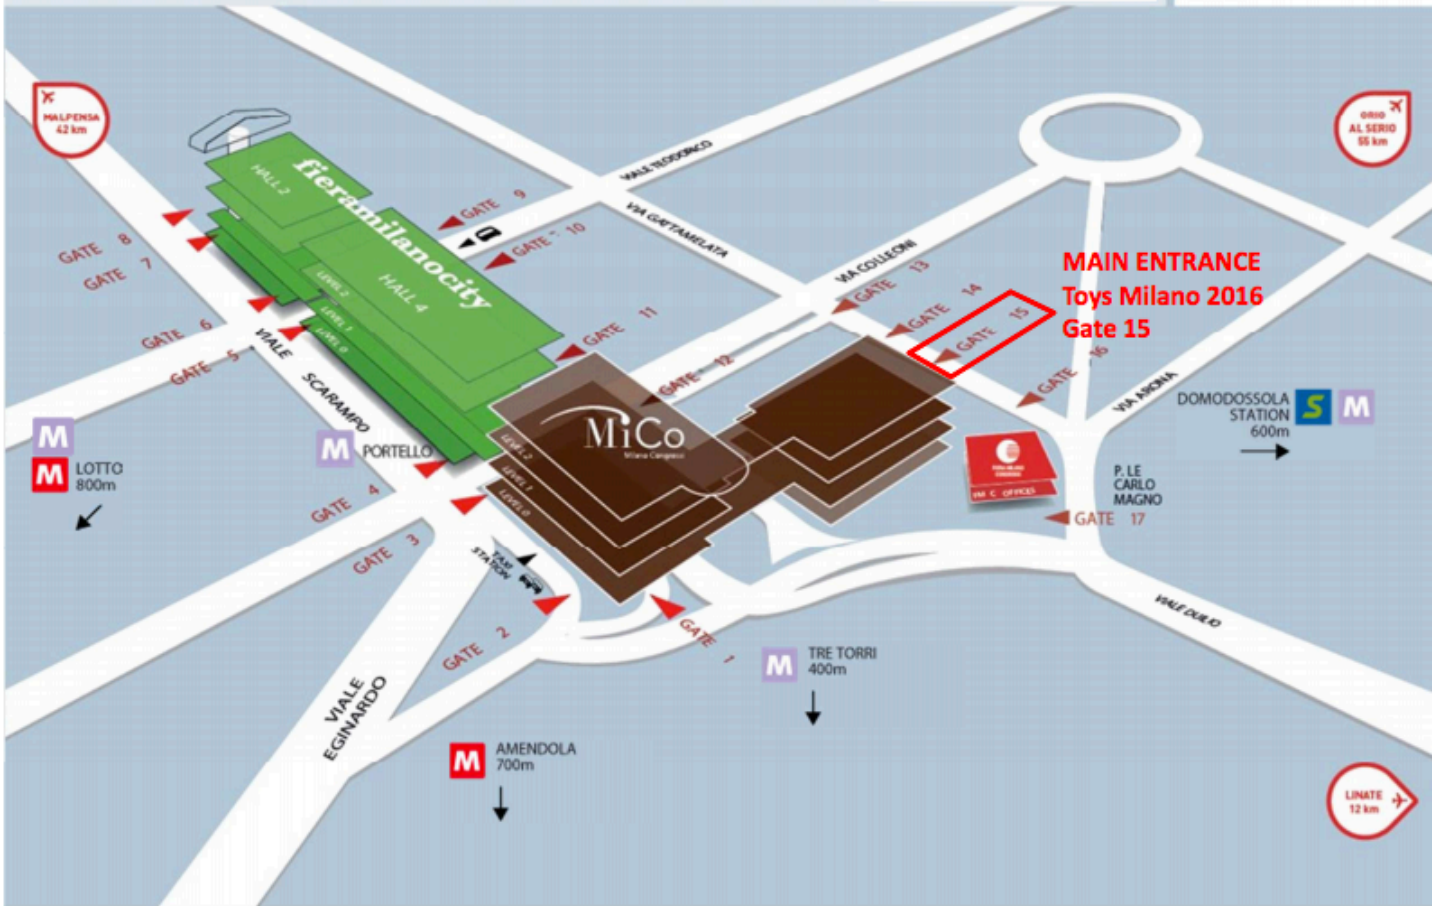 MALPENSA
42 km
ORIO
AL SERIO
55 km
VIALE TEODORICO
HALL 2
fieramilanocity
GATE 9
GATE 10
VIA GATTAMELATA
GATE 8
GATE 7
VIA COLLEONI
MAIN ENTRANCE
Toys Milano 2016
Gate 15
GATE 13
GATE 14
GATE 15
LEVEL 2
HALL 4
LEVEL 1
LEVEL 0
GATE 11
GATE 6
GATE 5
VIALE
SCARAMPO
GATE 12
GATE 16
VIA ARONA
DOMODOSSOLA
STATION
600m
S
M
M
M
LOTTO
800m
M
PORTELLO
MiCo
Milano Congressi
LEVEL 2
LEVEL 1
LEVEL 0
OFFICES
P. LE
CARLO
MAGNO
GATE 17
GATE 4
GATE 3
TAXI
STATION
GATE 2
GATE 1
VIALE DUILIO
M
TRE TORRI
400m
VIALE
EGINARDO
M
AMENDOLA
700m
LINATE
12 km